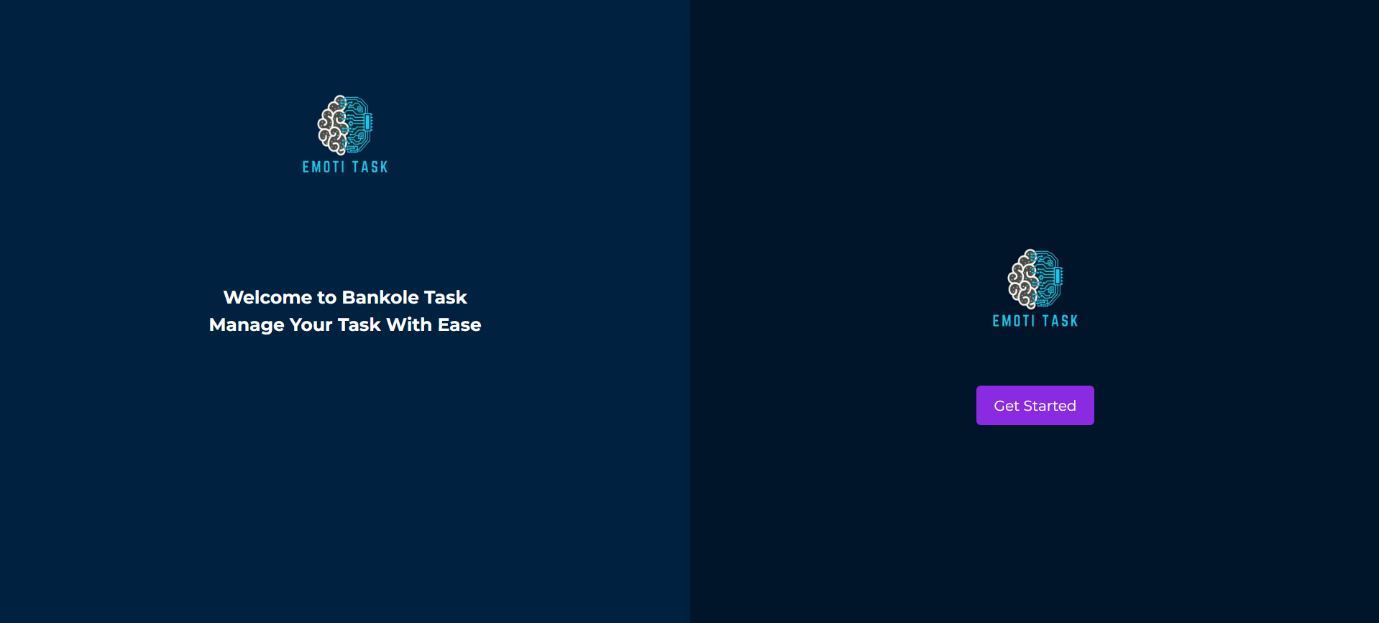 EMOTI TASK
Welcome to Bankole Task
Manage Your Task With Ease
EMOTI TASK
Get Started